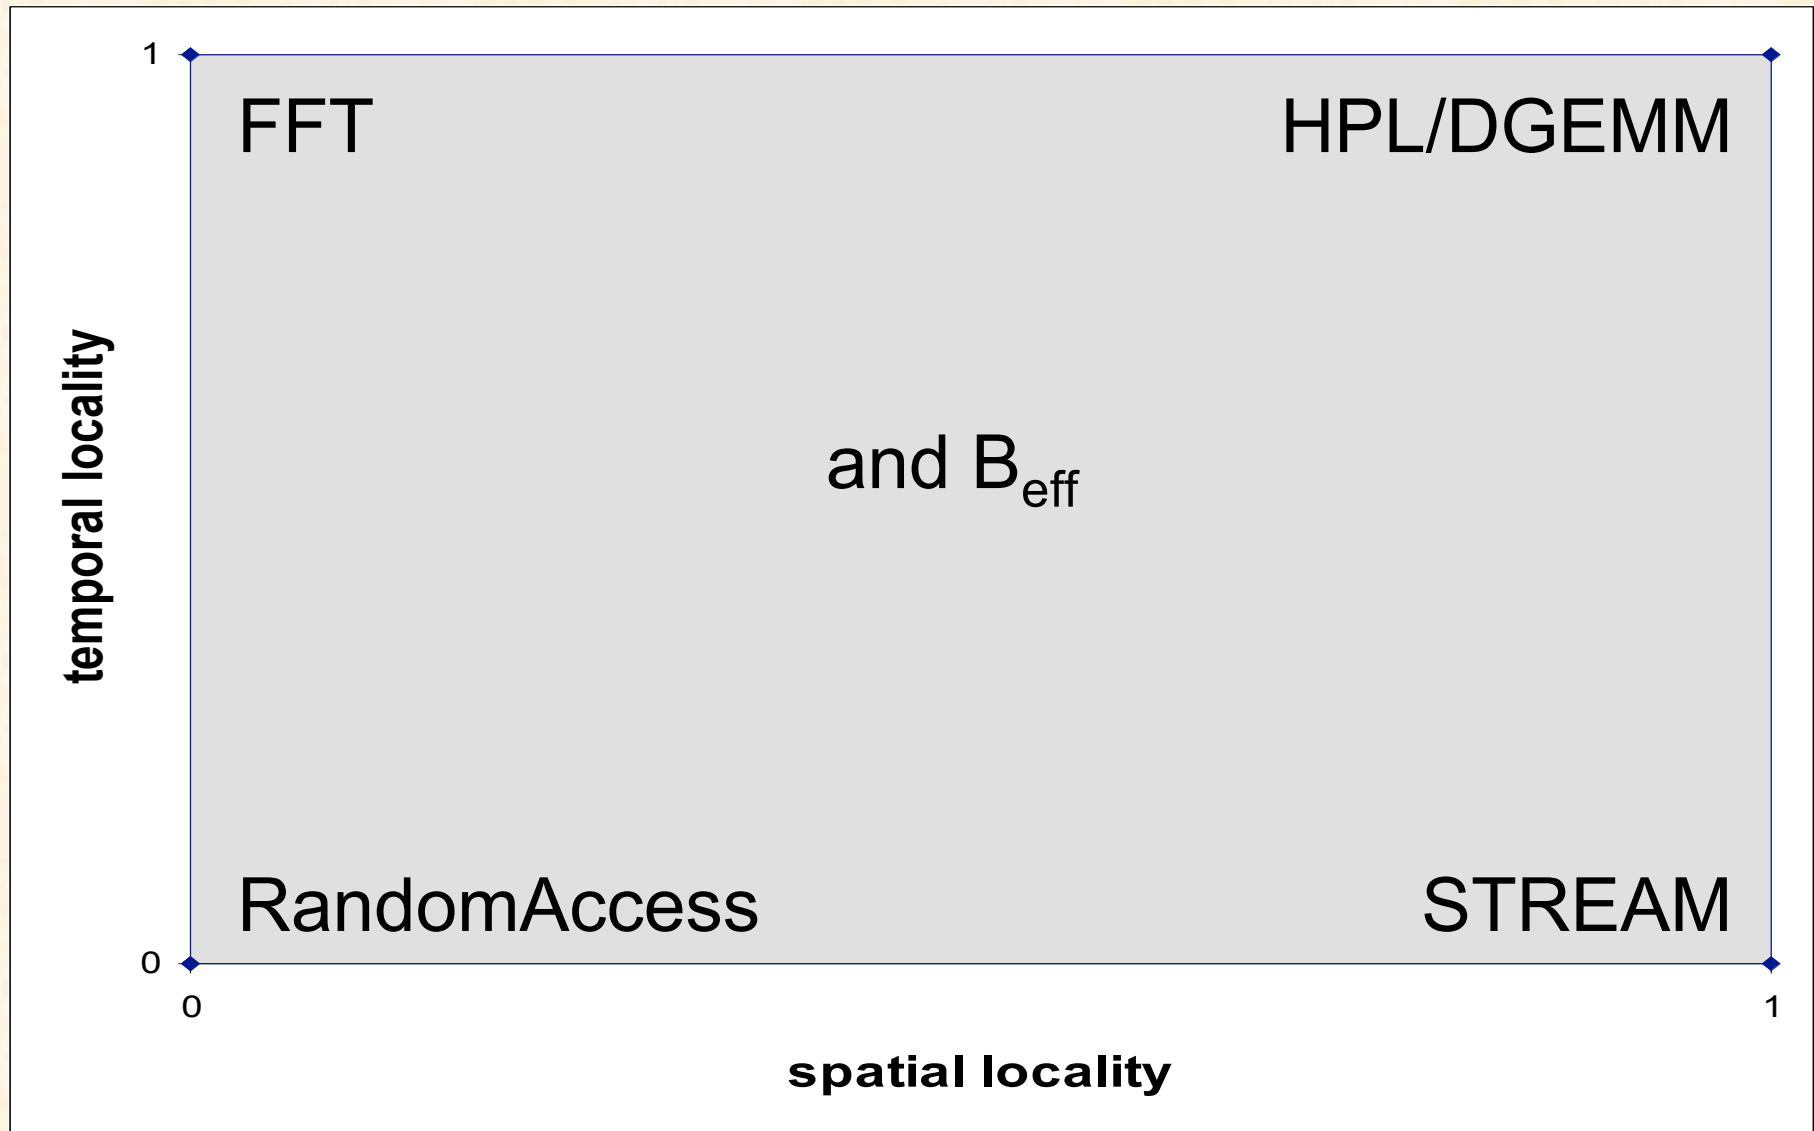 1
FFT
HPL/DGEMM
temporal locality
and Beff
RandomAccess
STREAM
0
0
1
spatial locality